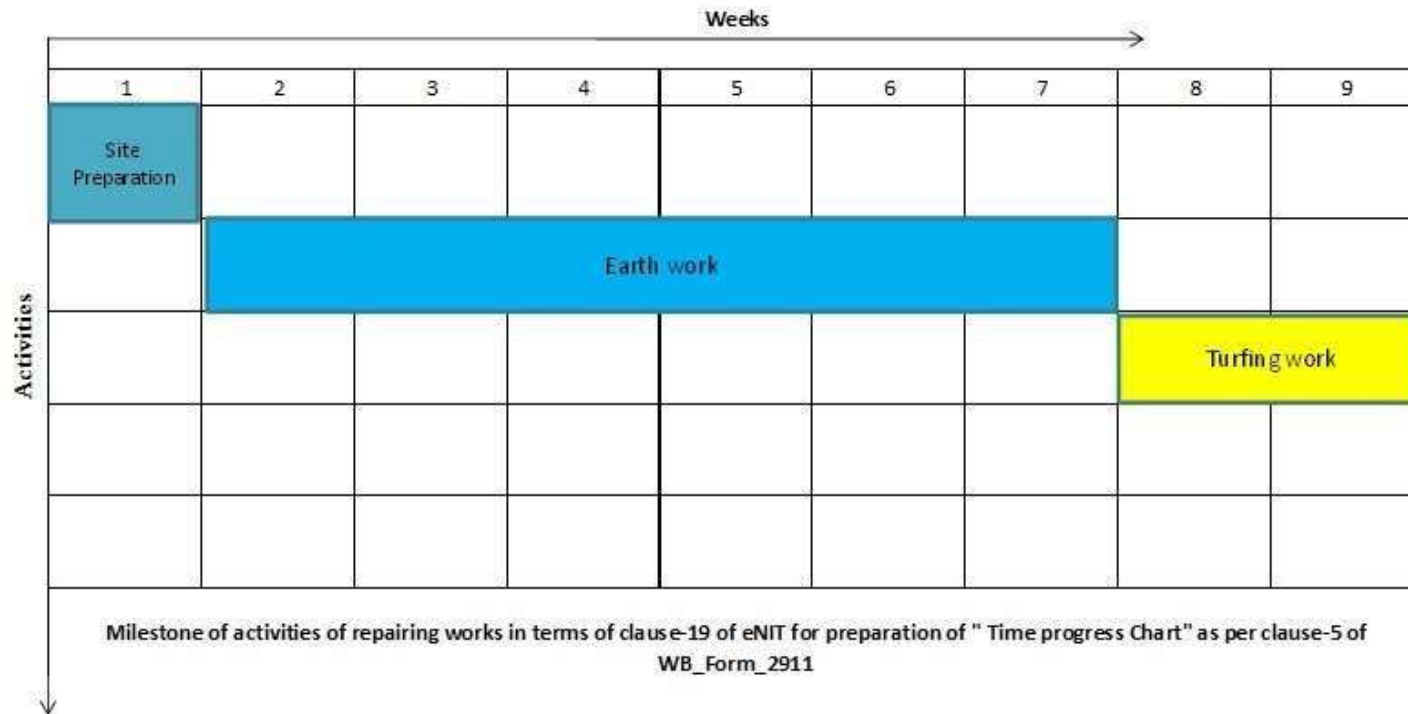 Weeks
1 2 3 4 5 6 7 8 9
Site
Preparation
Earth work
Turfing work
Activities
Milestone of activities of repairing works in terms of clause-19 of eNIT for preparation of " Time progress Chart" as per clause-5 of
WB_Form_2911